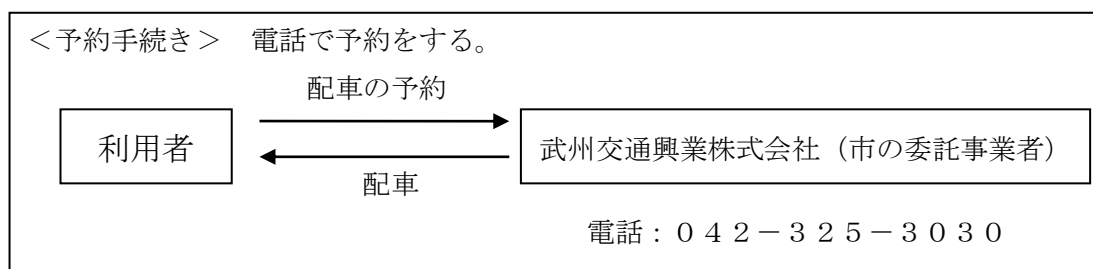 ＜予約手続き＞　電話で予約をする。
配車の予約
利用者
武州交通興業株式会社（市の委託事業者）
配車
電話：０４２－３２５－３０３０